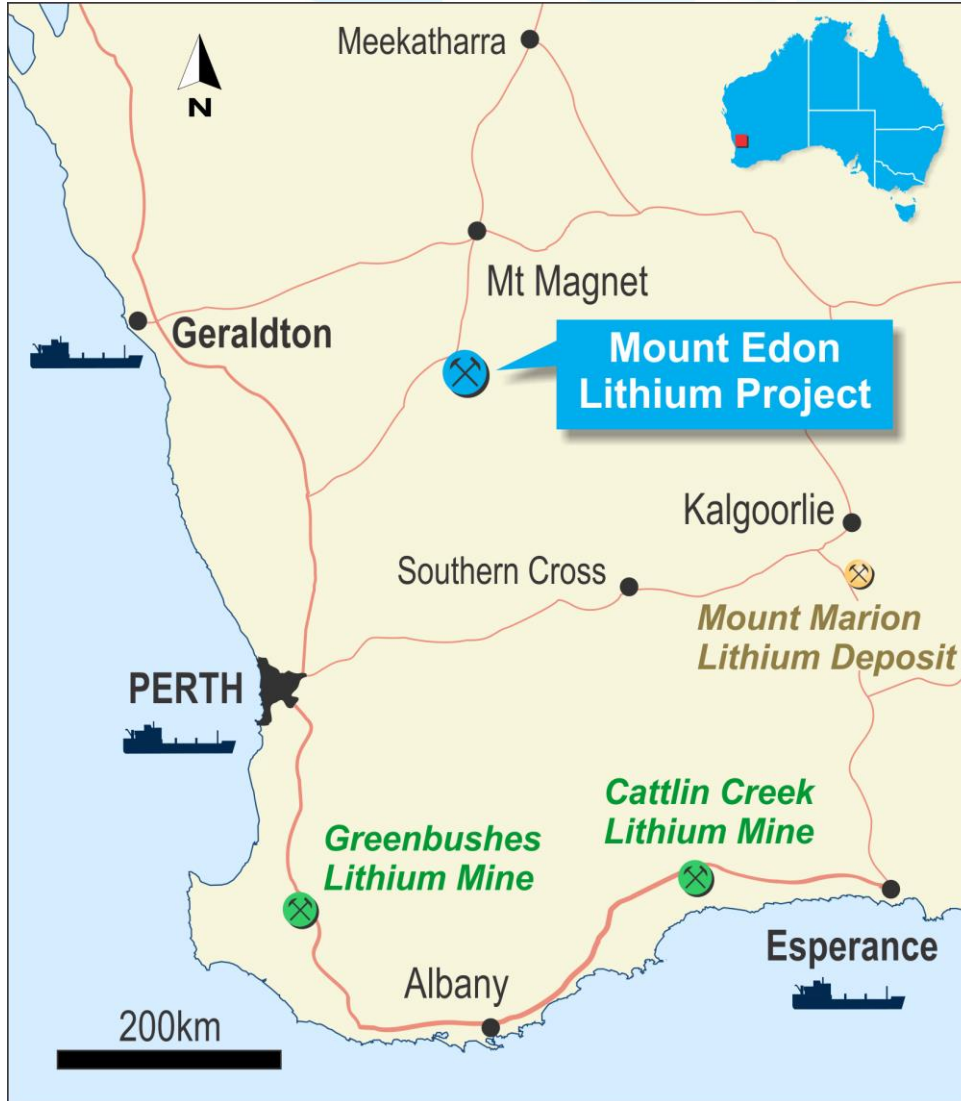 Meekatharra
N
Mt Magnet
Geraldton
Mount Edon
Lithium Project
Kalgoorlie
Southern Cross
Mount Marion
Lithium Deposit
PERTH
Cattlin Creek
Lithium Mine
Greenbushes
Lithium Mine
Esperance
Albany
200km